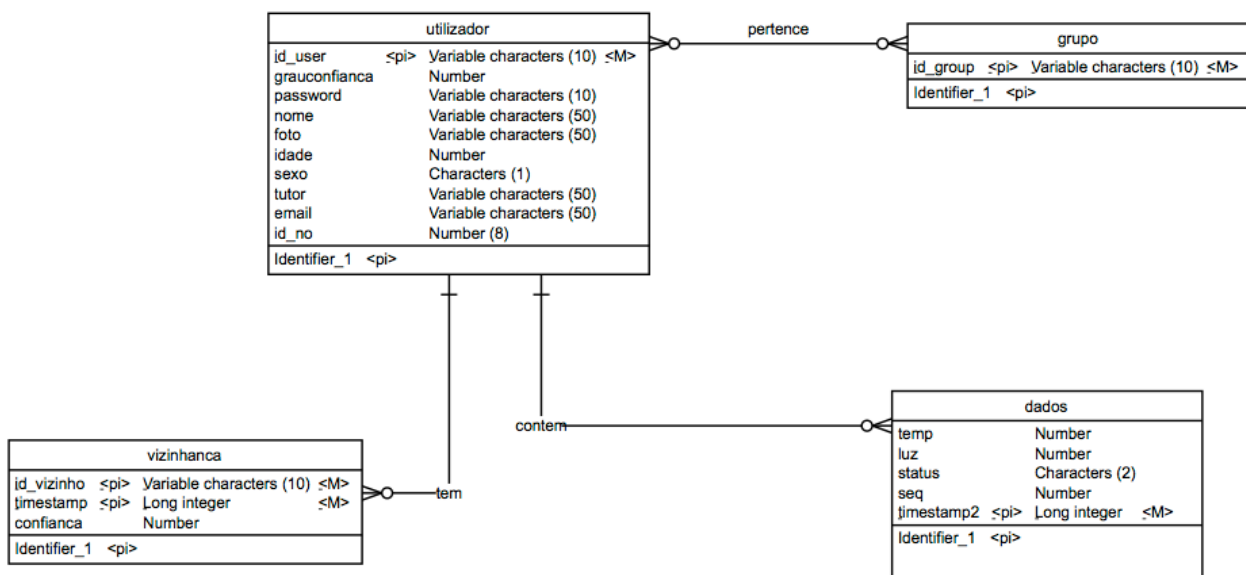 utilizador
id_user <pi> Variable characters (10) <M>
grauconfianca Number
password Variable characters (10)
nome Variable characters (50)
foto Variable characters (50)
idade Number
sexo Characters (1)
tutor Variable characters (50)
email Variable characters (50)
id_no Number (8)
Identifier_1 <pi>
pertence
grupo
id_group <pi> Variable characters (10) <M>
Identifier_1 <pi>
contem
dados
temp Number
luz Number
status Characters (2)
seq Number
timestamp2 <pi> Long integer <M>
Identifier_1 <pi>
vizinhanca
id_vizinho <pi> Variable characters (10) <M>
timestamp <pi> Long integer <M>
confianca Number
Identifier_1 <pi>
tem